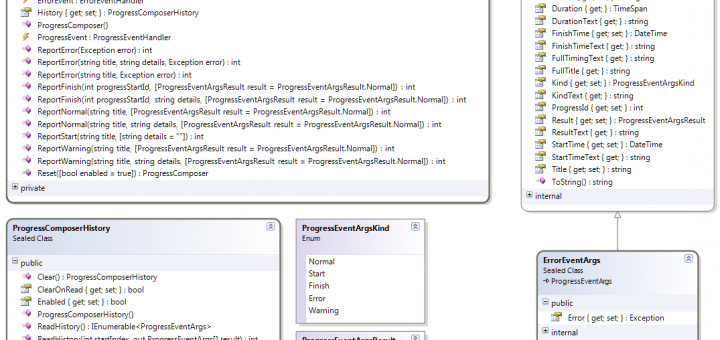 ErrorEvent : ErrorEventHandler
History { get; set; } : ProgressComposerHistory
ProgressComposer()
ProgressEvent : ProgressEventHandler
ReportError(Exception error) : int
ReportError(string title, string details, Exception error) : int
ReportError(string title, Exception error) : int
ReportFinish(int progressStartId, [ProgressEventArgsResult result = ProgressEventArgsResult.Normal]) : int
ReportFinish(int progressStartId, string details, [ProgressEventArgsResult result = ProgressEventArgsResult.Normal]) : int
ReportNormal(string title, [ProgressEventArgsResult result = ProgressEventArgsResult.Normal]) : int
ReportNormal(string title, string details, [ProgressEventArgsResult result = ProgressEventArgsResult.Normal]) : int
ReportStart(string title, [string details = ""]) : int
ReportWarning(string title, [ProgressEventArgsResult result = ProgressEventArgsResult.Normal]) : int
ReportWarning(string title, string details, [ProgressEventArgsResult result = ProgressEventArgsResult.Normal]) : int
Reset([bool enabled = true]) : ProgressComposer
private
Duration { get; } : TimeSpan
DurationText { get; } : string
FinishTime { get; set; } : DateTime
FinishTimeText { get; } : string
FullTimingText { get; } : string
FullTitle { get; } : string
Kind { get; set; } : ProgressEventArgsKind
KindText { get; } : string
ProgressId { get; set; } : int
Result { get; set; } : ProgressEventArgsResult
ResultText { get; } : string
StartTime { get; set; } : DateTime
StartTimeText { get; } : string
Title { get; set; } : string
ToString() : string
internal
ProgressComposerHistory
Sealed Class
public
Clear() : ProgressComposerHistory
ClearOnRead { get; set; } : bool
Enabled { get; set; } : bool
ProgressComposerHistory()
ReadHistory() : IEnumerable<ProgressEventArgs>
ReadHistory(int startIndex, out ProgressEventArgs[] result) : int
ProgressEventArgsKind
Enum
Normal
Start
Finish
Error
Warning
ProgressEventArgsResult
ErrorEventArgs
Sealed Class
ProgressEventArgs
public
Error { get; set; } : Exception
internal